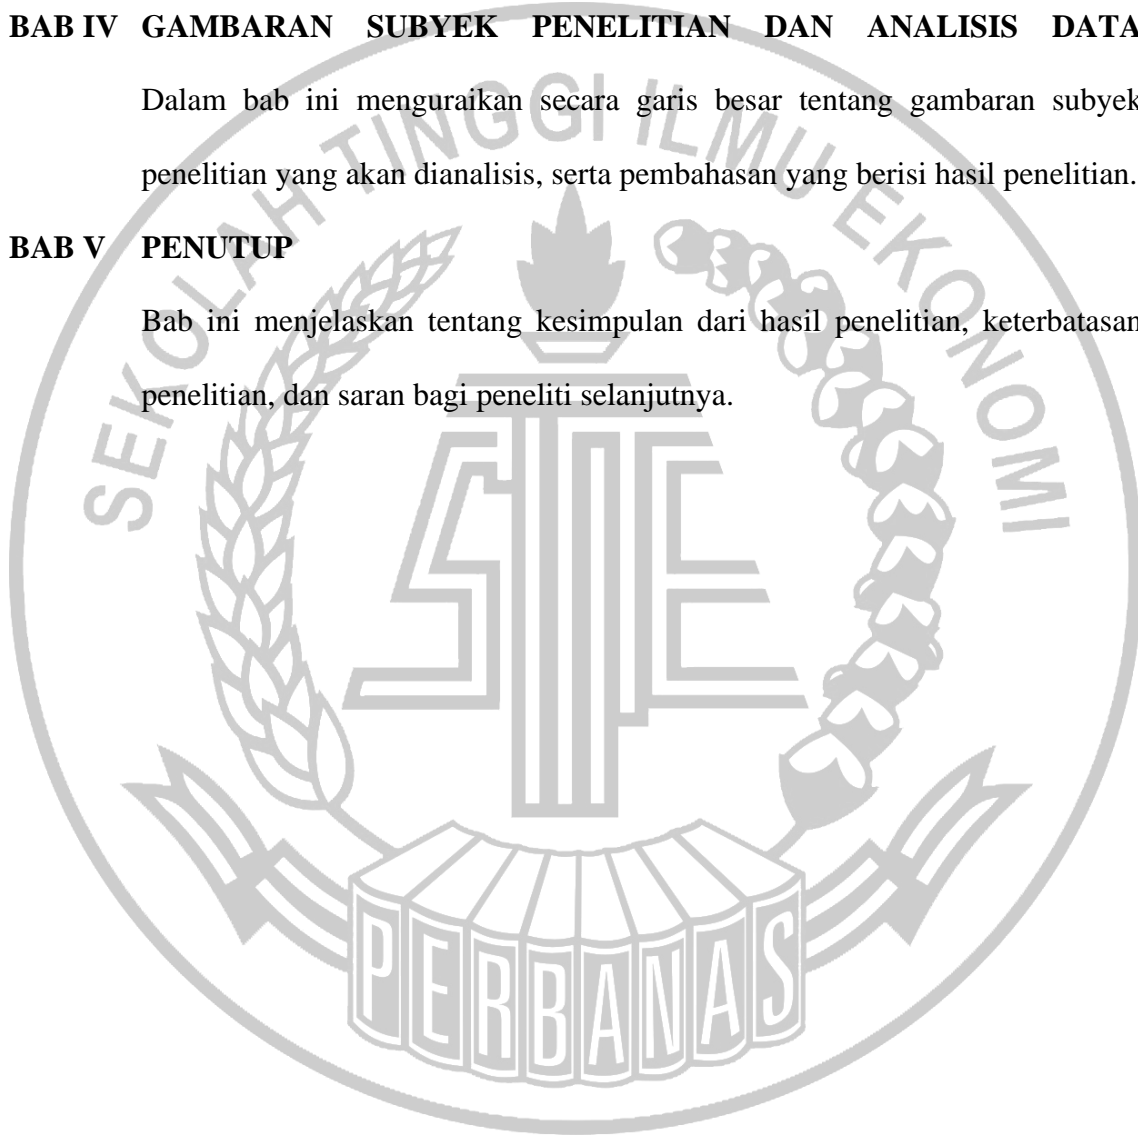 BAB IV GAMBARAN SUBYEK PENELITIAN DAN ANALISIS DATA
Dalam bab ini menguraikan secara garis besar tentang gambaran subyek
penelitian yang akan dianalisis, serta pembahasan yang berisi hasil penelitian.
BAB V PENUTUP
Bab ini menjelaskan tentang kesimpulan dari hasil penelitian, keterbatasan
penelitian, dan saran bagi peneliti selanjutnya.
SEKOLAH TINGGI ILMU EKONOMI
STIE
PERBANAS